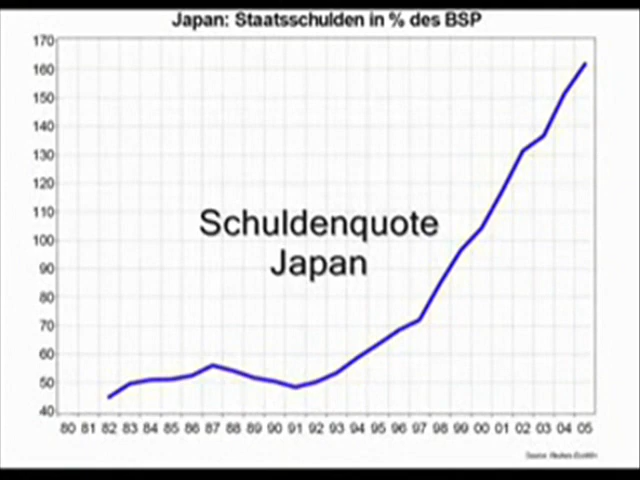 Japan: Staatsschulden in % des BSP
170
160
150
140
130
120
110
100
90
80
70
60
50
40
Schuldenquote
Japan
80 81 82 83 84 85 86 87 88 89 90 91 92 93 94 95 96 97 98 99 00 01 02 03 04 05
Source: